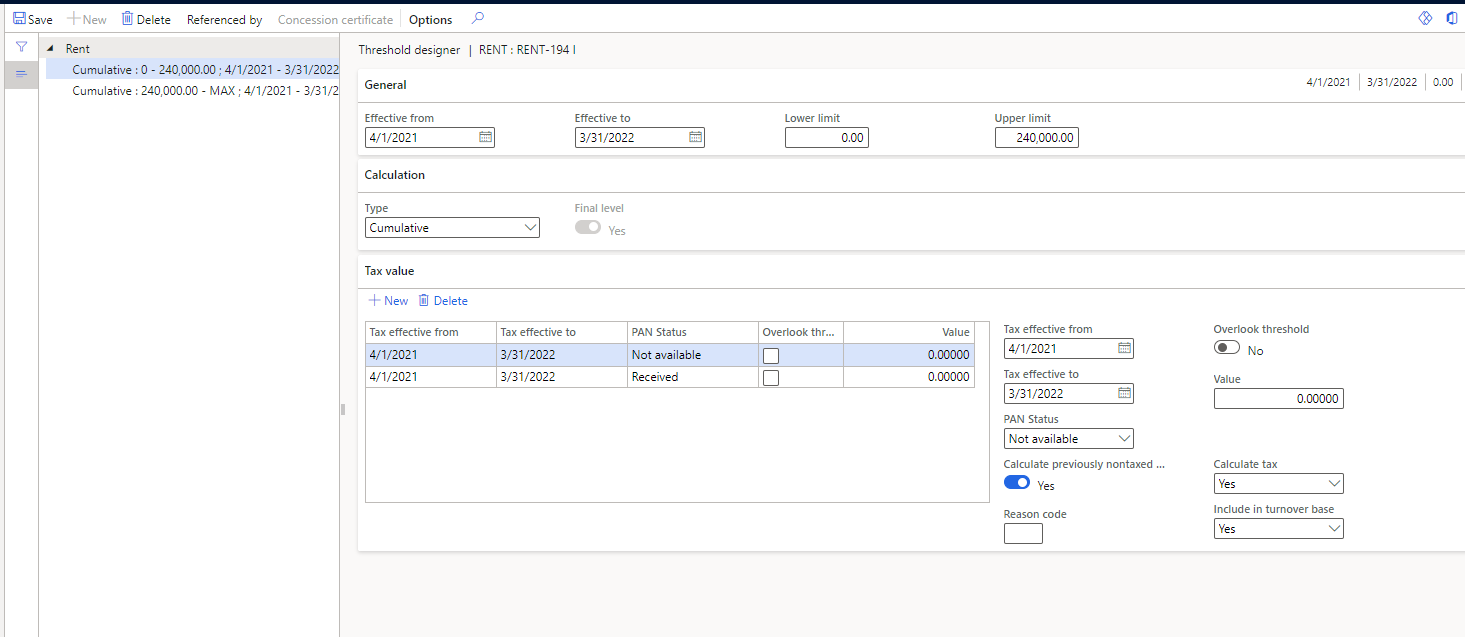 Save New Delete Referenced by Concession certificate Options
Rent
Cumulative : 0 - 240,000.00 ; 4/1/2021 - 3/31/2022
Cumulative : 240,000.00 - MAX ; 4/1/2021 - 3/31/2
Threshold designer | RENT : RENT-194 I
General 4/1/2021 3/31/2022 0.00
Effective from Effective to Lower limit Upper limit
4/1/2021 3/31/2022 0.00 240,000.00
Calculation
Type Final level
Cumulative Yes
Tax value
New Delete
Tax effective from Tax effective to PAN Status Overlook thr... Value
4/1/2021 3/31/2022 Not available 0.00000
4/1/2021 3/31/2022 Received 0.00000
Tax effective from Overlook threshold
4/1/2021 No
Tax effective to Value
3/31/2022 0.00000
PAN Status
Not available
Calculate previously nontaxed ... Calculate tax
Yes Yes
Reason code Include in turnover base
Yes